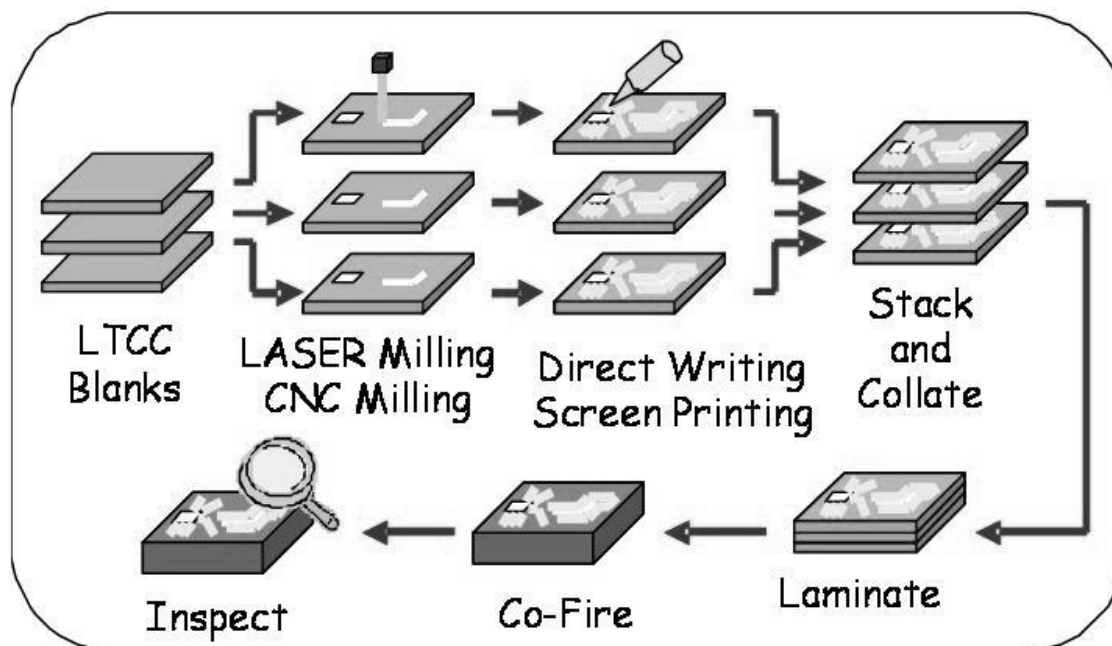 LTCC
Blanks
LASER Milling
CNC Milling
Direct Writing
Screen Printing
Stack
and
Collate
Laminate
Co-Fire
Inspect